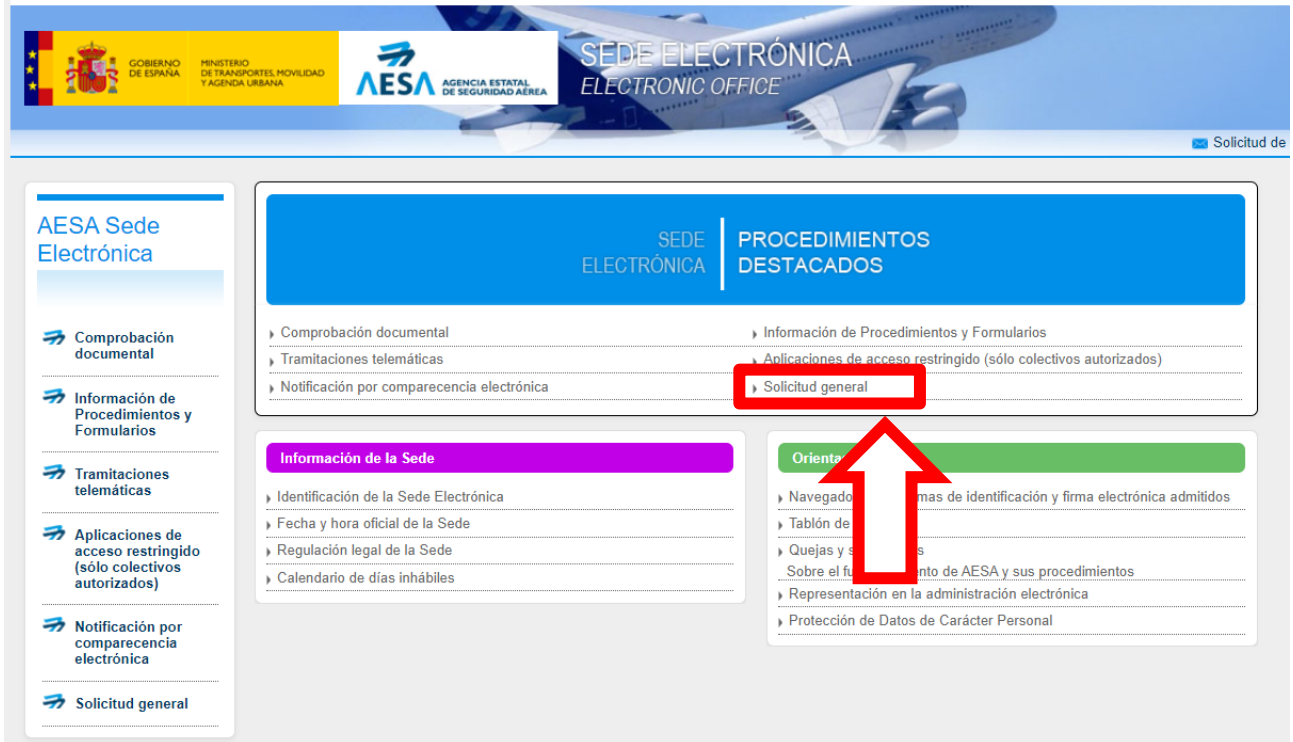 GOBIERNO
DE ESPAÑA
MINISTERIO
DE TRANSPORTES, MOVILIDAD
Y AGENDA URBANA
AESA
AGENCIA ESTATAL
DE SEGURIDAD AÉREA
SEDE ELECTRÓNICA
ELECTRONIC OFFICE
Solicitud de
AESA Sede
Electrónica
Comprobación
documental
Información de
Procedimientos y
Formularios
Tramitaciones
telemáticas
Aplicaciones de
acceso restringido
(sólo colectivos
autorizados)
Notificación por
comparecencia
electrónica
Solicitud general
SEDE
ELECTRÓNICA
PROCEDIMIENTOS
DESTACADOS
Comprobación documental
Tramitaciones telemáticas
Notificación por comparecencia electrónica
Información de Procedimientos y Formularios
Aplicaciones de acceso restringido (sólo colectivos autorizados)
Solicitud general
Información de la Sede
Identificación de la Sede Electrónica
Fecha y hora oficial de la Sede
Regulación legal de la Sede
Calendario de días inhábiles
de identificación y firma electrónica admitidos
Tablón de
Quejas y
Sobre el de AESA y sus procedimientos
Representación en la administración electrónica
Protección de Datos de Carácter Personal